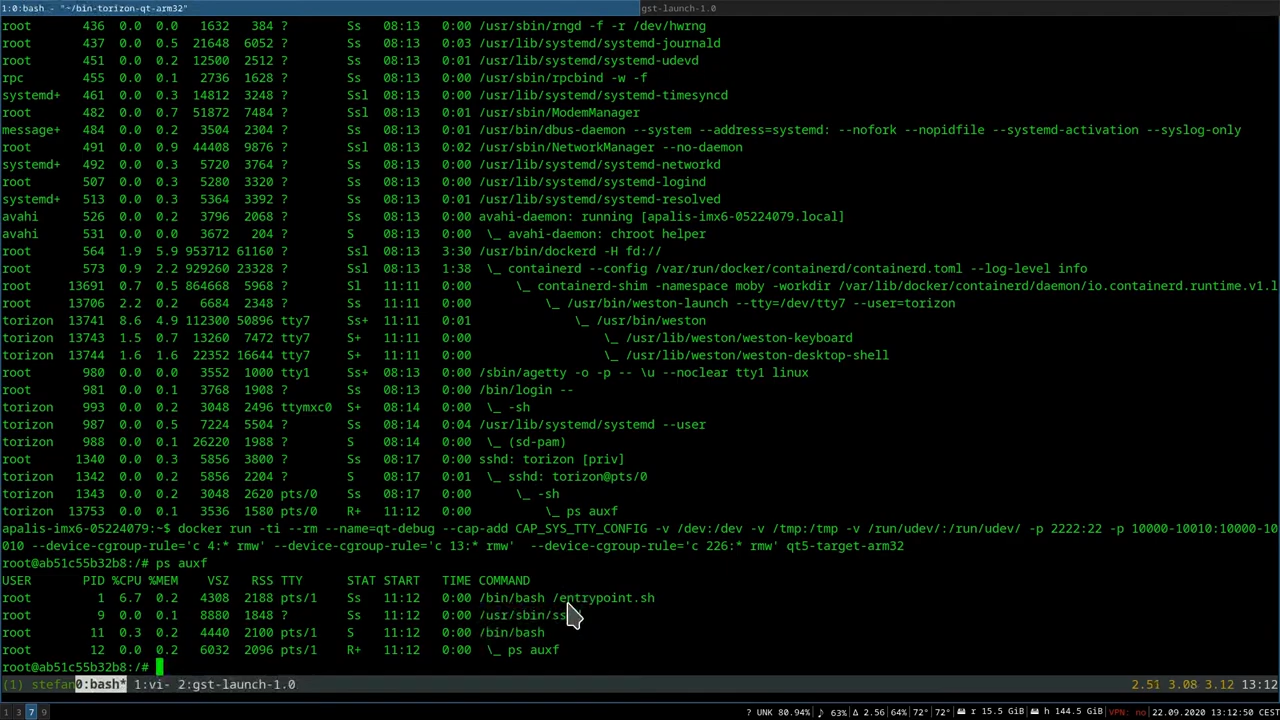 1:0:bash - "~/bin-torizon-qt-arm32" gst-launch-1.0
root 436 0.0 0.0 1632 384 ? Ss 08:13 0:00 /usr/sbin/rngd -f -r /dev/hwrng
root 437 0.0 0.5 21648 6052 ? Ss 08:13 0:03 /usr/lib/systemd/systemd-journald
root 451 0.0 0.2 12500 2512 ? Ss 08:13 0:01 /usr/lib/systemd/systemd-udevd
rpc 455 0.0 0.1 2736 1628 ? Ss 08:13 0:00 /usr/sbin/rpcbind -w -f
systemd+ 461 0.0 0.3 14812 3248 ? Ssl 08:13 0:00 /usr/lib/systemd/systemd-timesyncd
root 482 0.0 0.7 51872 7484 ? Ssl 08:13 0:01 /usr/sbin/ModemManager
message+ 484 0.0 0.2 3504 2304 ? Ss 08:13 0:01 /usr/bin/dbus-daemon --system --address=systemd: --nofork --nopidfile --systemd-activation --syslog-only
root 491 0.0 0.9 44408 9876 ? Ssl 08:13 0:02 /usr/sbin/NetworkManager --no-daemon
systemd+ 492 0.0 0.3 5720 3764 ? Ss 08:13 0:00 /usr/lib/systemd/systemd-networkd
root 507 0.0 0.3 5280 3320 ? Ss 08:13 0:00 /usr/lib/systemd/systemd-logind
systemd+ 513 0.0 0.3 5364 3392 ? Ss 08:13 0:01 /usr/lib/systemd/systemd-resolved
avahi 526 0.0 0.2 3796 2068 ? Ss 08:13 0:00 avahi-daemon: running [apalis-imx6-05224079.local]
avahi 531 0.0 0.0 3672 204 ? S 08:13 0:00 \_ avahi-daemon: chroot helper
root 564 1.9 5.9 953712 61160 ? Ssl 08:13 3:30 /usr/bin/dockerd -H fd://
root 573 0.9 2.2 929260 23328 ? Ssl 08:13 1:38 \_ containerd --config /var/run/docker/containerd/containerd.toml --log-level info
root 13691 0.7 0.5 864668 5968 ? Sl 11:11 0:00 \_ containerd-shim -namespace moby -workdir /var/lib/docker/containerd/daemon/io.containerd.runtime.v1.l
root 13706 2.2 0.2 6684 2348 ? Ss 11:11 0:00 \_ /usr/bin/weston-launch --tty=/dev/tty7 --user=torizon
torizon 13741 8.6 4.9 112300 50896 tty7 Ss+ 11:11 0:01 \_ /usr/bin/weston
torizon 13743 1.5 0.7 13260 7472 tty7 S+ 11:11 0:00 \_ /usr/lib/weston/weston-keyboard
torizon 13744 1.6 1.6 22352 16644 tty7 S+ 11:11 0:00 \_ /usr/lib/weston/weston-desktop-shell
root 980 0.0 0.0 3552 1000 tty1 Ss+ 08:13 0:00 /sbin/agetty -o -p -- \u --noclear tty1 linux
root 981 0.0 0.1 3768 1908 ? Ss 08:13 0:00 /bin/login --
torizon 993 0.0 0.2 3048 2496 ttymxc0 S+ 08:14 0:00 \_ -sh
torizon 987 0.0 0.5 7224 5504 ? Ss 08:14 0:04 /usr/lib/systemd/systemd --user
torizon 988 0.0 0.1 26220 1988 ? S 08:14 0:00 \_ (sd-pam)
root 1340 0.0 0.3 5856 3800 ? Ss 08:17 0:00 sshd: torizon [priv]
torizon 1342 0.0 0.2 5856 2204 ? S 08:17 0:01 \_ sshd: torizon@pts/0
torizon 1343 0.0 0.2 3048 2620 pts/0 Ss 08:17 0:00 \_ -sh
torizon 13753 0.0 0.1 3536 1580 pts/0 R+ 11:11 0:00 \_ ps auxf
apalis-imx6-05224079:~$ docker run -ti --rm --name=qt-debug --cap-add CAP_SYS_TTY_CONFIG -v /dev:/dev -v /tmp:/tmp -v /run/udev/:/run/udev/ -p 2222:22 -p 10000-10010:10000-10
010 --device-cgroup-rule='c 4:* rmw' --device-cgroup-rule='c 13:* rmw' --device-cgroup-rule='c 226:* rmw' qt5-target-arm32
root@ab51c55b32b8:/# ps auxf
USER PID %CPU %MEM VSZ RSS TTY STAT START TIME COMMAND
root 1 6.7 0.2 4308 2188 pts/1 Ss 11:12 0:00 /bin/bash /entrypoint.sh
root 9 0.0 0.1 8880 1848 ? Ss 11:12 0:00 /usr/sbin/ss
root 11 0.3 0.2 4440 2100 pts/1 S 11:12 0:00 /bin/bash
root 12 0.0 0.2 6032 2096 pts/1 R+ 11:12 0:00 \_ ps auxf
root@ab51c55b32b8:/#
(1) stefan0:bash* 1:vi- 2:gst-launch-1.0 2.51 3.08 3.12 13:12
1 3 7 9 ? UNK 80.94% 63% 2.56 64% 72° 72° r 15.5 GiB h 144.5 GiB VPN: no 22.09.2020 13:12:50 CEST